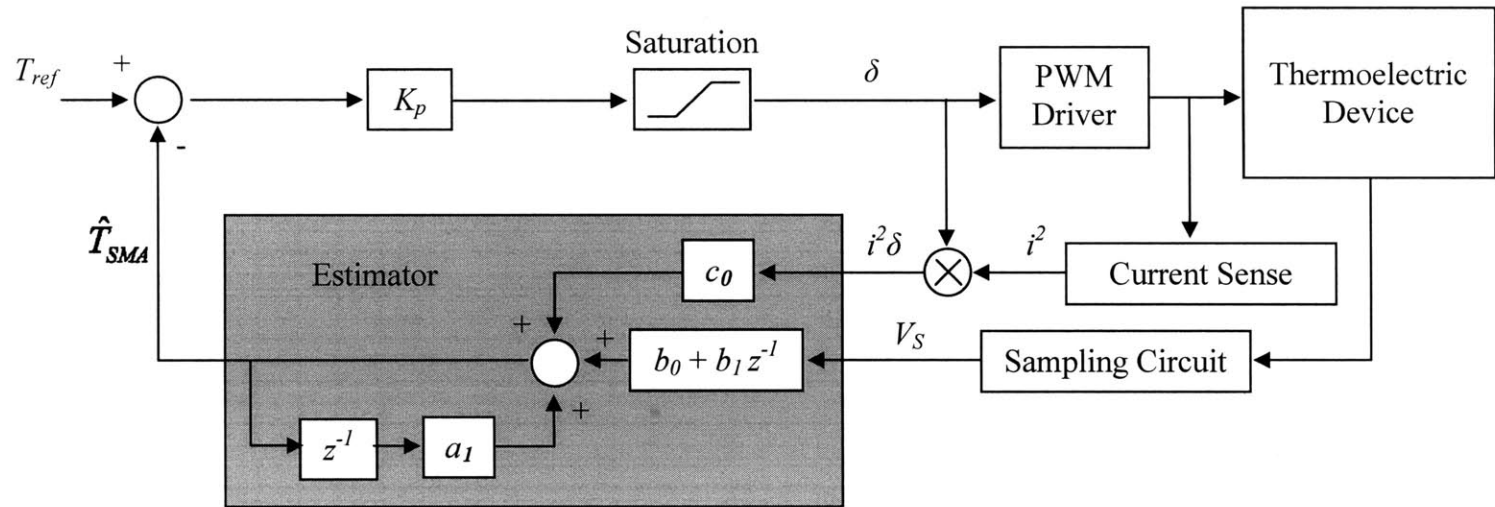 Saturation
T_ref
+
-
K_p
δ
PWM
Driver
Thermoelectric
Device
T̂_SMA
Estimator
c_0
i²δ
i²
Current Sense
+
+
+
b_0 + b_1 z^-1
V_S
Sampling Circuit
z^-1
a_1